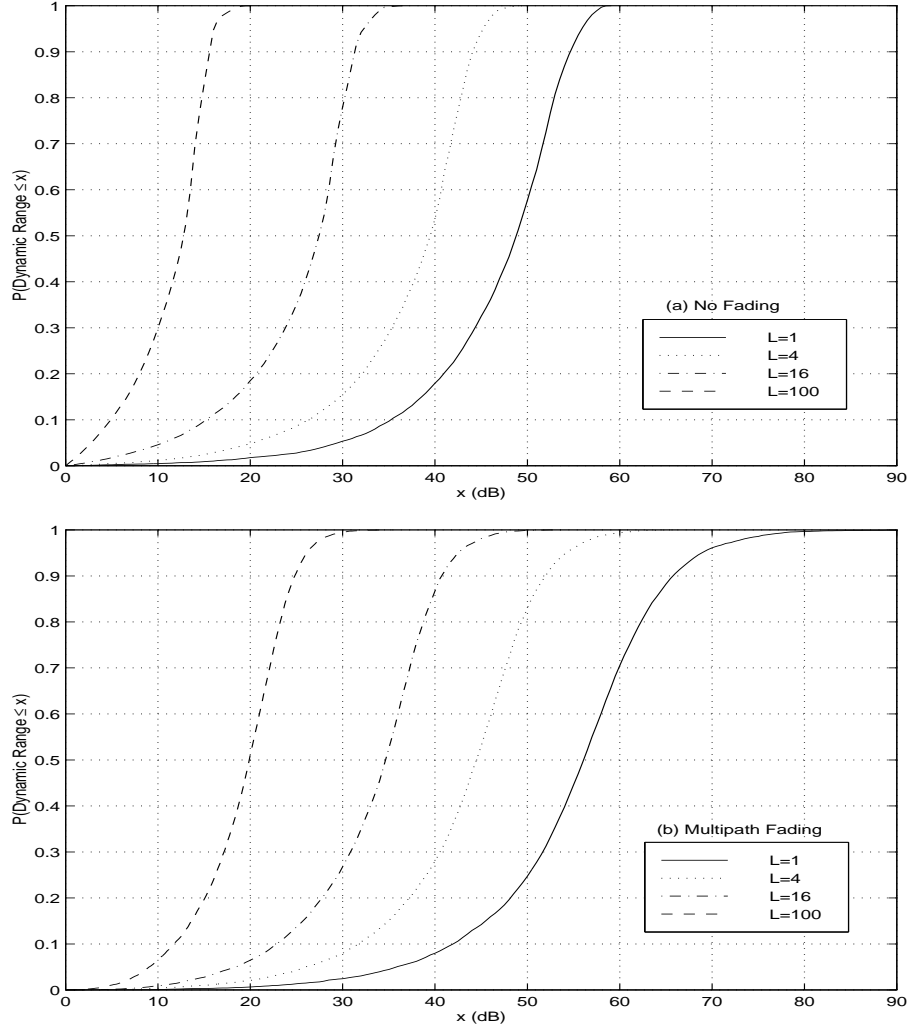 1
0.9
0.8
0.7
0.6
0.5
0.4
0.3
0.2
0.1
0
P(Dynamic Range ≤ x)
(a) No Fading
L=1
L=4
L=16
L=100
0 10 20 30 40 50 60 70 80 90
x (dB)
1
0.9
0.8
0.7
0.6
0.5
0.4
0.3
0.2
0.1
0
P(Dynamic Range ≤ x)
(b) Multipath Fading
L=1
L=4
L=16
L=100
0 10 20 30 40 50 60 70 80 90
x (dB)